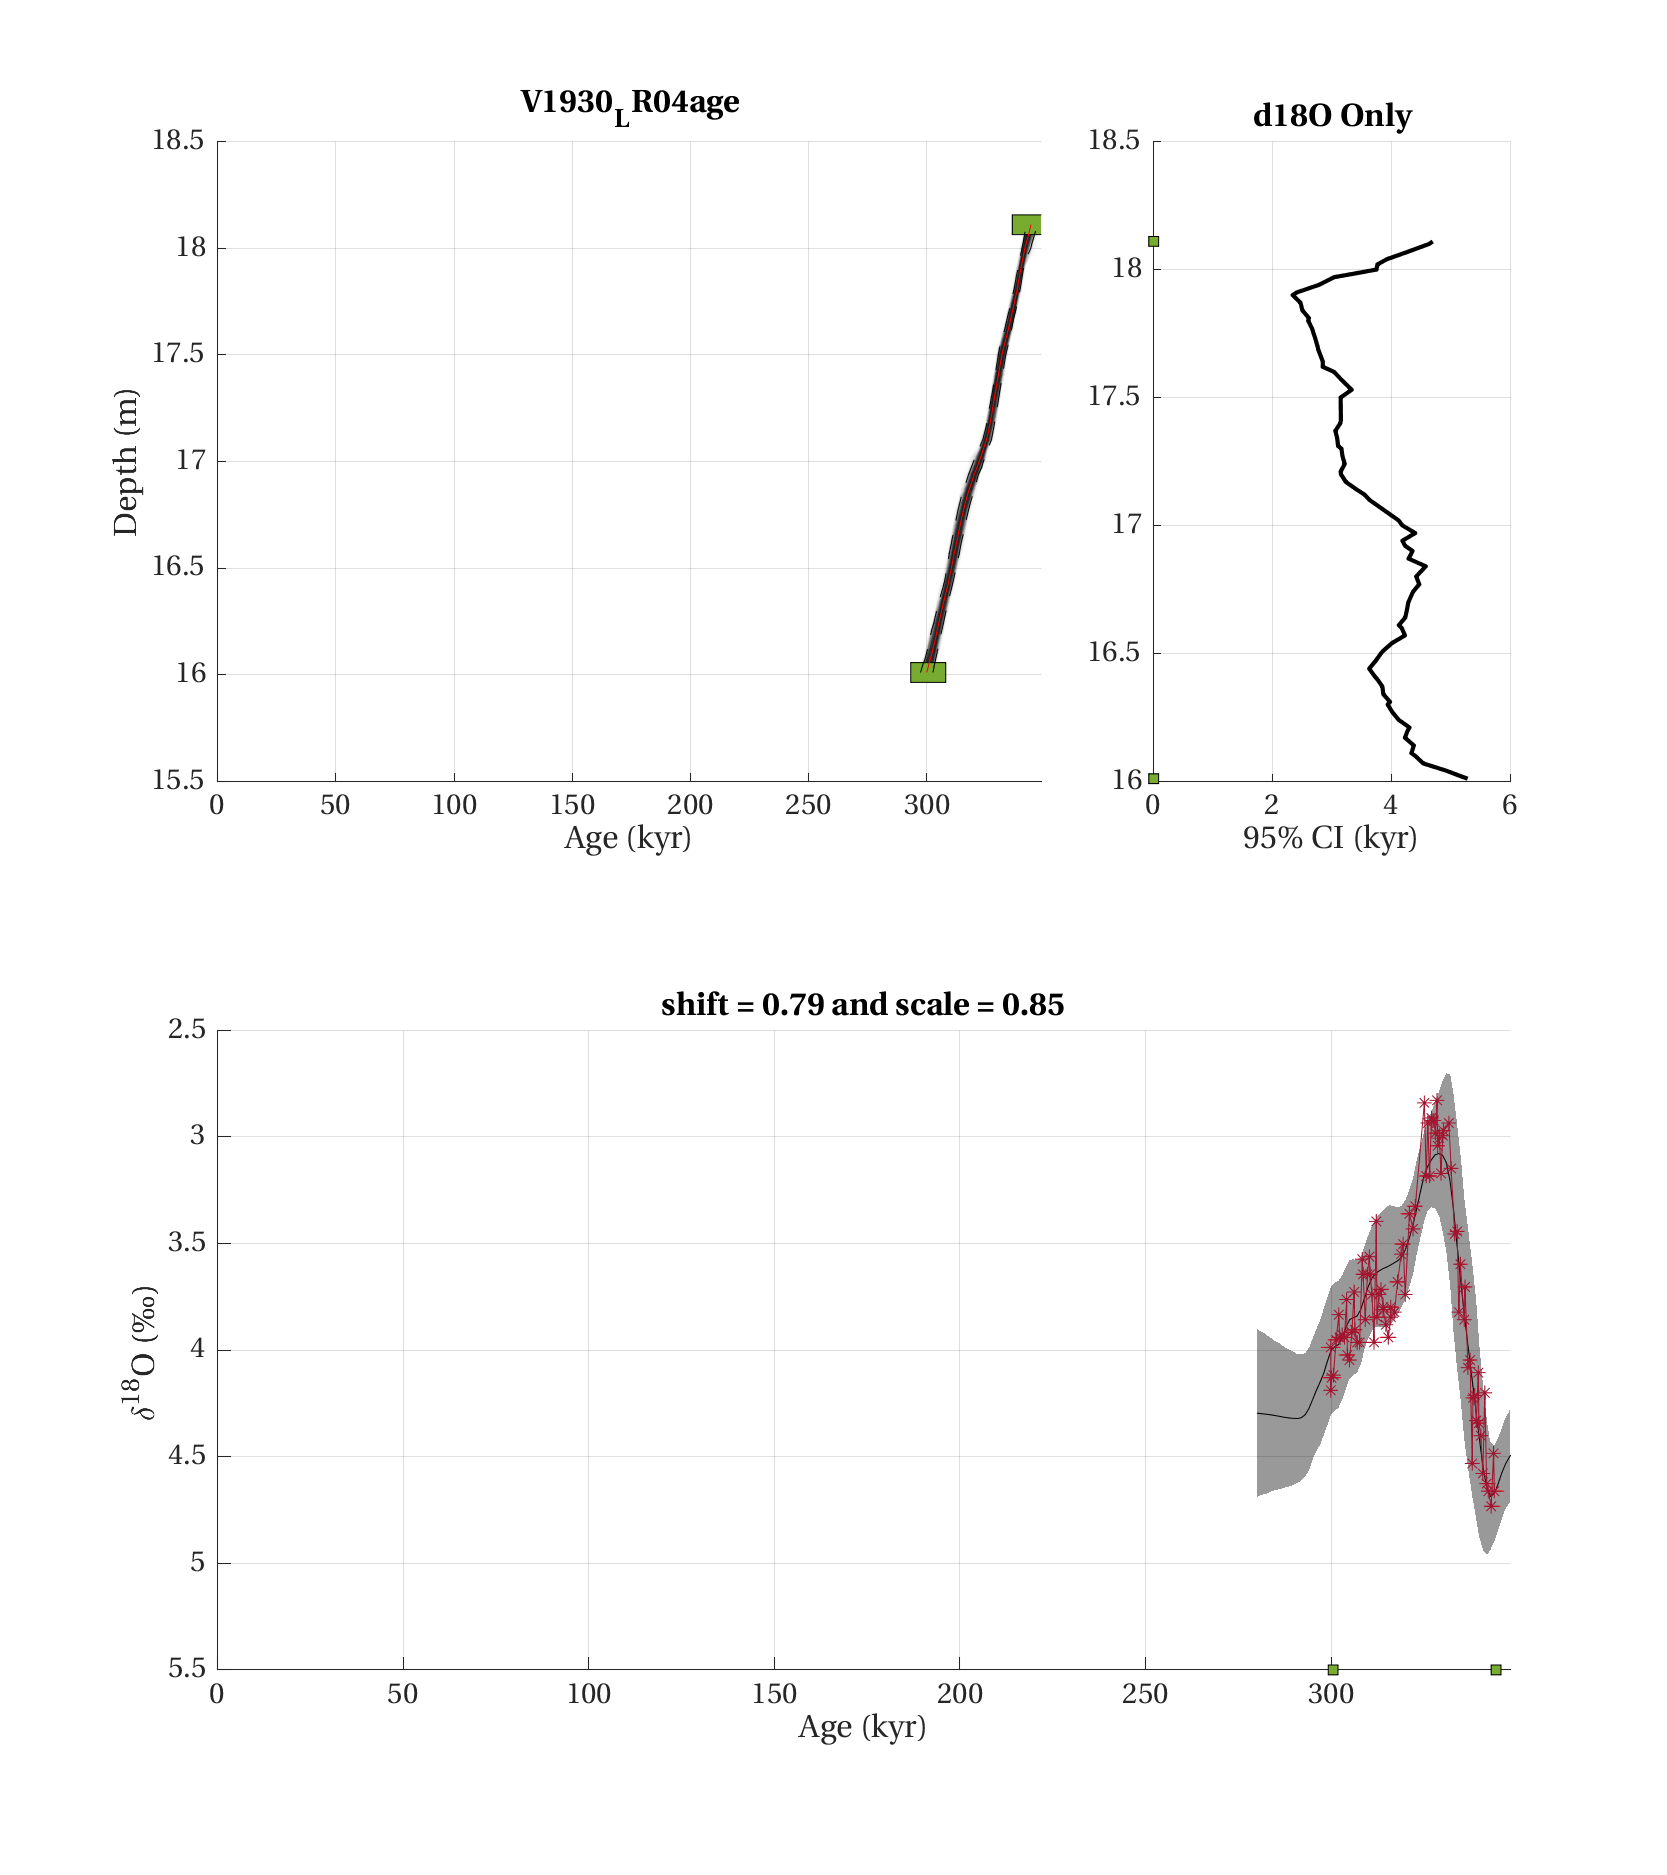 V1930LR04age
18.5
18
17.5
17
16.5
16
15.5
Depth (m)
0 50 100 150 200 250 300
Age (kyr)
d18O Only
18.5
18
17.5
17
16.5
16
0 2 4 6
95% CI (kyr)
shift = 0.79 and scale = 0.85
2.5
3
3.5
4
4.5
5
5.5
δ18O (‰)
0 50 100 150 200 250 300
Age (kyr)